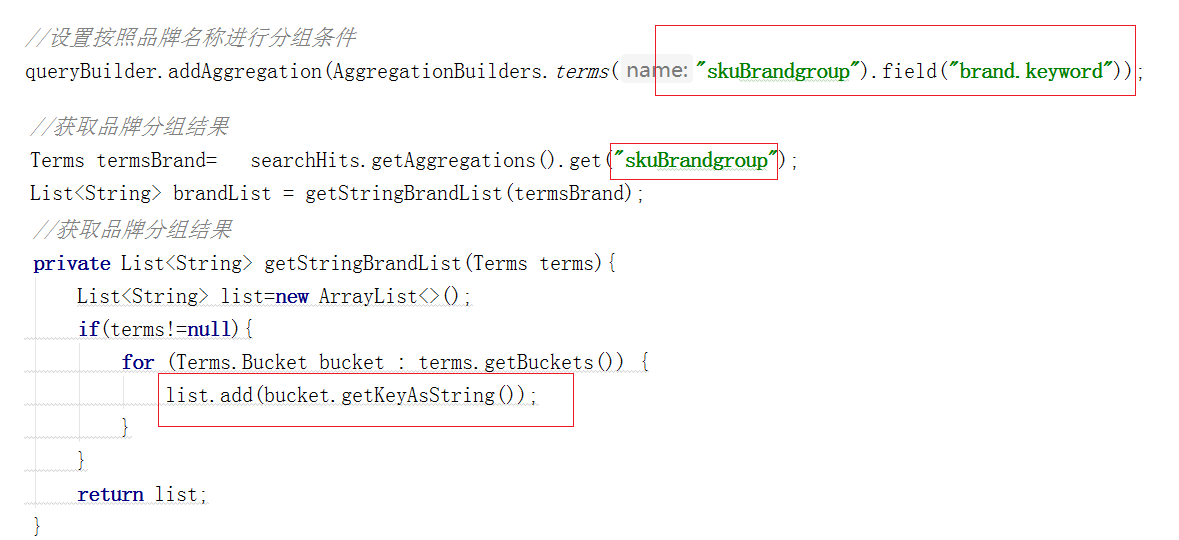 //设置按照品牌名称进行分组条件
queryBuilder.addAggregation(AggregationBuilders.terms( name: "skuBrandgroup").field("brand.keyword"));
//获取品牌分组结果
Terms termsBrand= searchHits.getAggregations().get("skuBrandgroup");
List<String> brandList = getStringBrandList(termsBrand);
//获取品牌分组结果
private List<String> getStringBrandList(Terms terms){
List<String> list=new ArrayList<>();
if(terms!=null){
for (Terms.Bucket bucket : terms.getBuckets()) {
list.add(bucket.getKeyAsString());
}
}
return list;
}